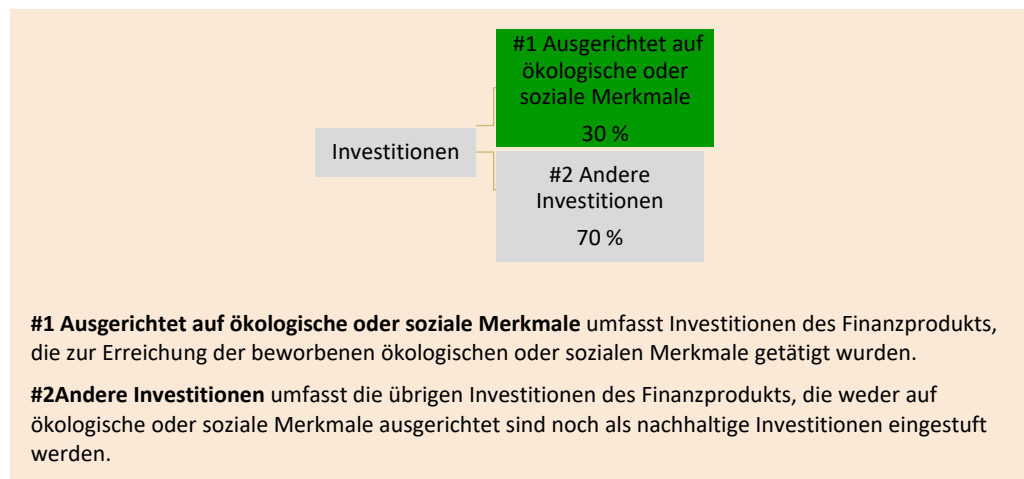 #1 Ausgerichtet auf
ökologische oder
soziale Merkmale
30 %
Investitionen
#2 Andere
Investitionen
70 %
#1 Ausgerichtet auf ökologische oder soziale Merkmale umfasst Investitionen des Finanzprodukts,
die zur Erreichung der beworbenen ökologischen oder sozialen Merkmale getätigt wurden.
#2Andere Investitionen umfasst die übrigen Investitionen des Finanzprodukts, die weder auf
ökologische oder soziale Merkmale ausgerichtet sind noch als nachhaltige Investitionen eingestuft
werden.